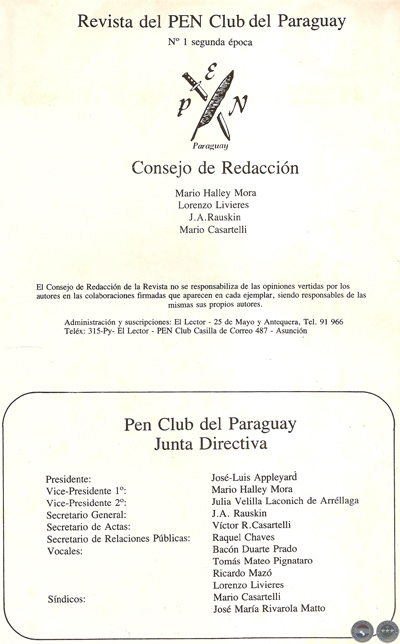 Revista del PEN Club del Paraguay
Nº 1 segunda época
P E N
Paraguay
Consejo de Redacción
Mario Halley Mora
Lorenzo Livieres
J.A.Rauskin
Mario Casartelli
El Consejo de Redacción de la Revista no se responsabiliza de las opiniones vertidas por los
autores en las colaboraciones firmadas que aparecen en cada ejemplar, siendo responsables de las
mismas sus propios autores.
Administración y suscripciones: El Lector - 25 de Mayo y Antequera, Tel. 91 966
Teléx: 315-Py- El Lector - PEN Club Casilla de Correo 487 - Asunción
Pen Club del Paraguay
Junta Directiva
Presidente: José-Luis Appleyard
Vice-Presidente 1º: Mario Halley Mora
Vice-Presidente 2º: Julia Velilla Laconich de Arréllaga
Secretario General: J.A. Rauskin
Secretario de Actas: Víctor R.Casartelli
Secretario de Relaciones Públicas: Raquel Chaves
Vocales: Bacón Duarte Prado
Tomás Mateo Pignataro
Ricardo Mazó
Lorenzo Livieres
Síndicos: Mario Casartelli
José María Rivarola Matto